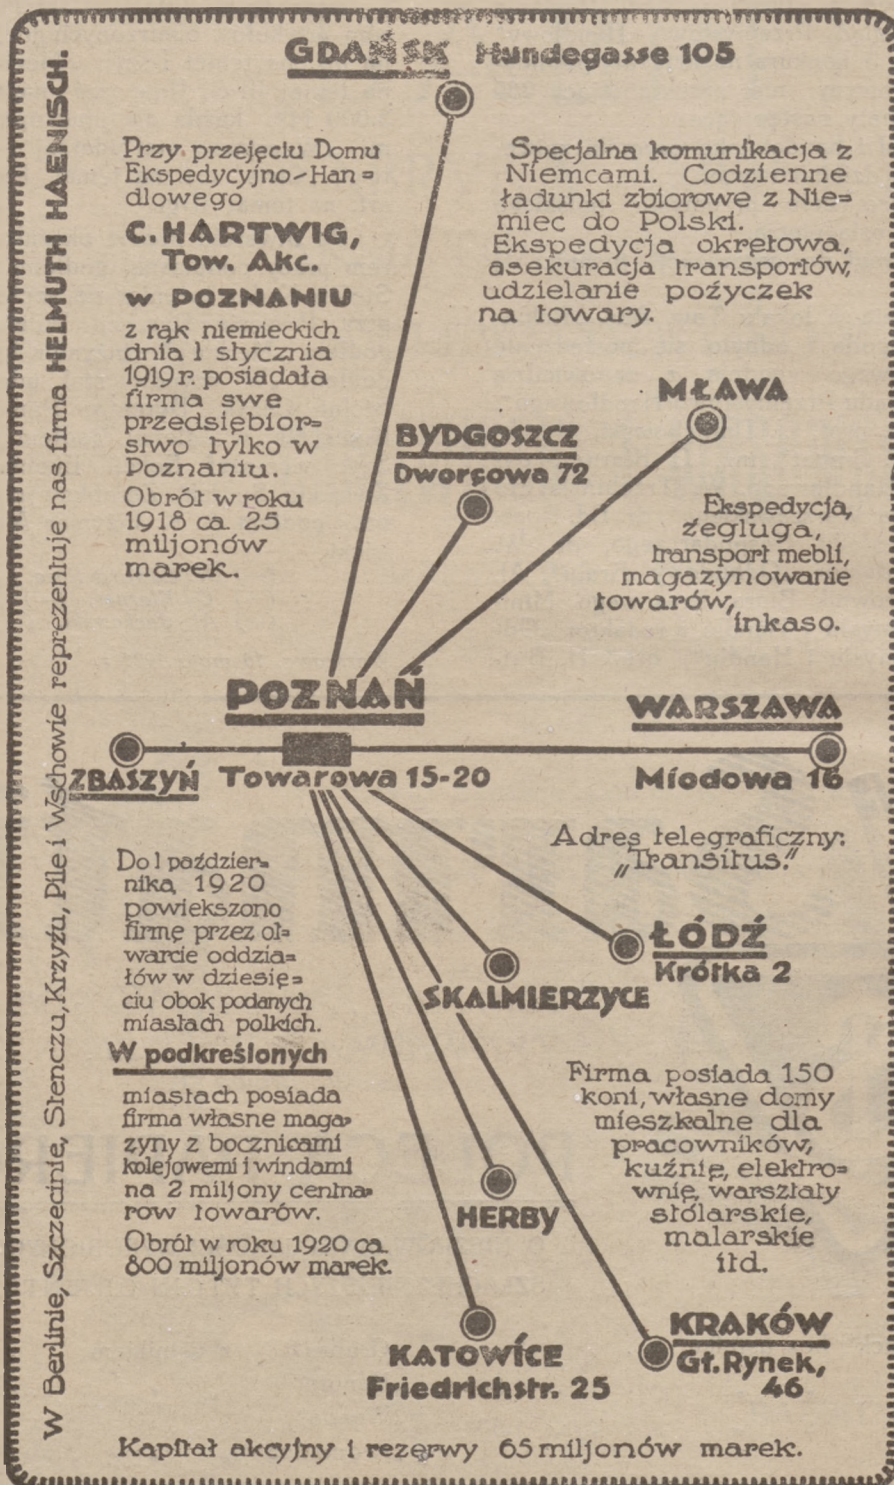 W Berlinie, Szczecinie, Stenczu, Krzyżu, Pile i Wschowie reprezentuje nas firma HELMUTH HAENISCH.
GDAŃSK Hundegasse 105
Przy przejęciu Domu
Ekspedycyjno-Han=
dlowego
C. HARTWIG,
Tow. Akc.
w POZNANIU
z rąk niemieckich
dnia 1 stycznia
1919 r. posiadała
firma swe
przedsiębior=
stwo tylko w
Poznaniu.
Obrót w roku
1918 ca. 25
miljonów
marek.
Specjalna komunikacja z
Niemcami. Codzienne
ładunki zbiorowe z Nie=
miec do Polski.
Ekspedycja okrętowa,
asekuracja transportów,
udzielanie pożyczek
na towary.
MŁAWA
BYDGOSZCZ
Dworcowa 72
Ekspedycja,
żegluga,
transport mebli,
magazynowanie
towarów,
inkaso.
POZNAŃ
Towarowa 15-20
ZBASZYŃ
WARSZAWA
Miodowa 16
Adres telegraficzny:
„Transitus."
Do 1 paździer=
nika 1920
powiekszono
firmę przez ot=
warcie oddzia=
łów w dziesię=
ciu obok podanych
miastach polkich.
W podkreślonych
miastach posiada
firma własne maga=
zyny z bocznicami
kolejowemi i windami
na 2 miljony centna=
row towarów.
Obrót w roku 1920 ca.
800 miljonów marek.
ŁÓDŹ
Krótka 2
SKALMIERZYCE
Firma posiada 150
koni, własne domy
mieszkalne dla
pracowników,
kuźnię, elektro=
wnię, warsztaty
stólarskie,
malarskie
itd.
HERBY
KATOWICE
Friedrichstr. 25
KRAKÓW
Gł. Rynek,
46
Kapitał akcyjny i rezerwy 65 miljonów marek.